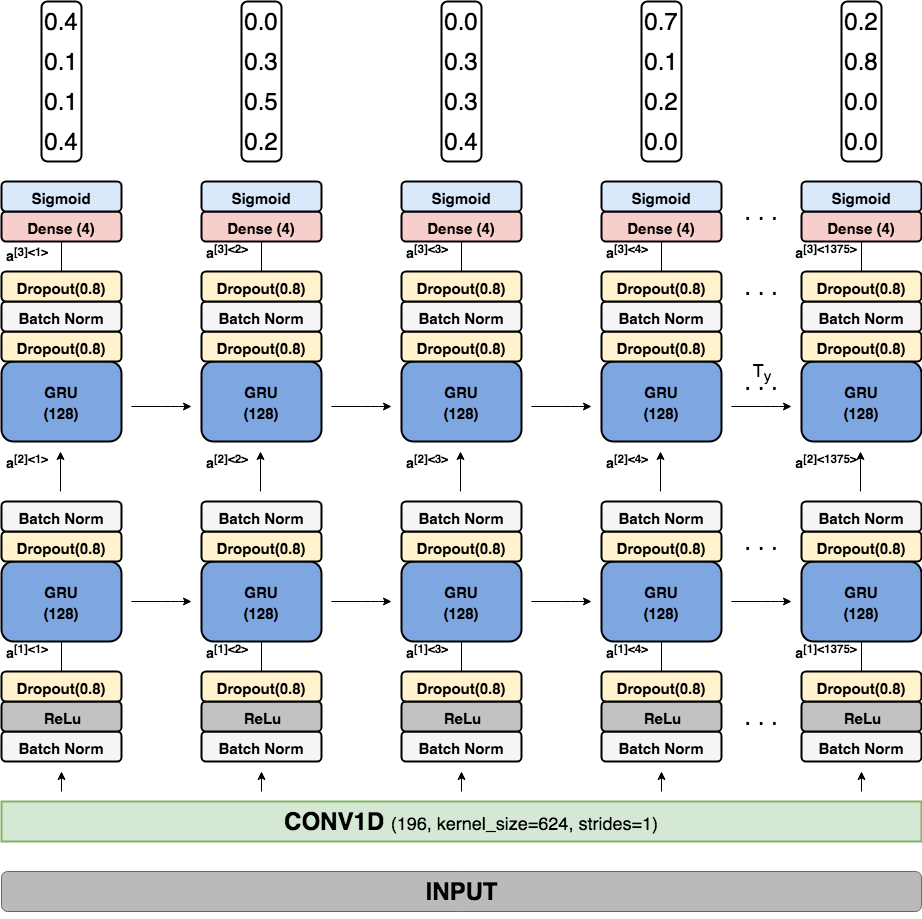 0.4 0.0 0.0 0.7 0.2
0.1 0.3 0.3 0.1 0.8
0.1 0.5 0.3 0.2 0.0
0.4 0.2 0.4 0.0 0.0
Sigmoid Sigmoid Sigmoid Sigmoid Sigmoid
Dense (4) Dense (4) Dense (4) Dense (4) . . . Dense (4)
a[3]<1> a[3]<2> a[3]<3> a[3]<4> a[3]<1375>
Dropout(0.8) Dropout(0.8) Dropout(0.8) Dropout(0.8) . . . Dropout(0.8)
Batch Norm Batch Norm Batch Norm Batch Norm Batch Norm
Dropout(0.8) Dropout(0.8) Dropout(0.8) Dropout(0.8) Dropout(0.8)
Ty
GRU GRU GRU GRU . . . GRU
(128) (128) (128) (128) (128)
a[2]<1> a[2]<2> a[2]<3> a[2]<4> a[2]<1375>
Batch Norm Batch Norm Batch Norm Batch Norm Batch Norm
Dropout(0.8) Dropout(0.8) Dropout(0.8) Dropout(0.8) . . . Dropout(0.8)
GRU GRU GRU GRU GRU
(128) (128) (128) (128) (128)
a[1]<1> a[1]<2> a[1]<3> a[1]<4> a[1]<1375>
Dropout(0.8) Dropout(0.8) Dropout(0.8) Dropout(0.8) Dropout(0.8)
ReLu ReLu ReLu ReLu . . . ReLu
Batch Norm Batch Norm Batch Norm Batch Norm Batch Norm
CONV1D (196, kernel_size=624, strides=1)
INPUT